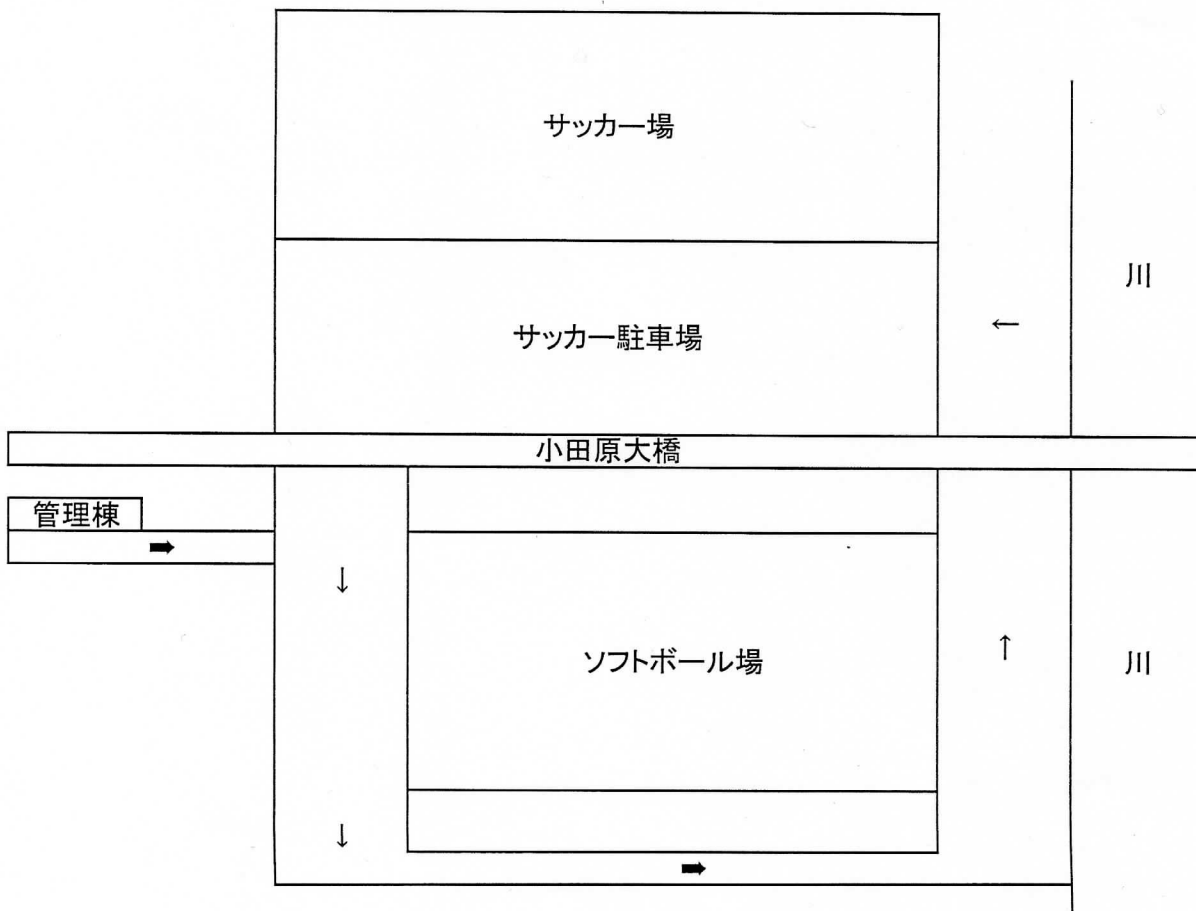 サッカー場
川
サッカー駐車場
←
小田原大橋
管理棟
➡
↓
ソフトボール場
↑
川
↓
➡